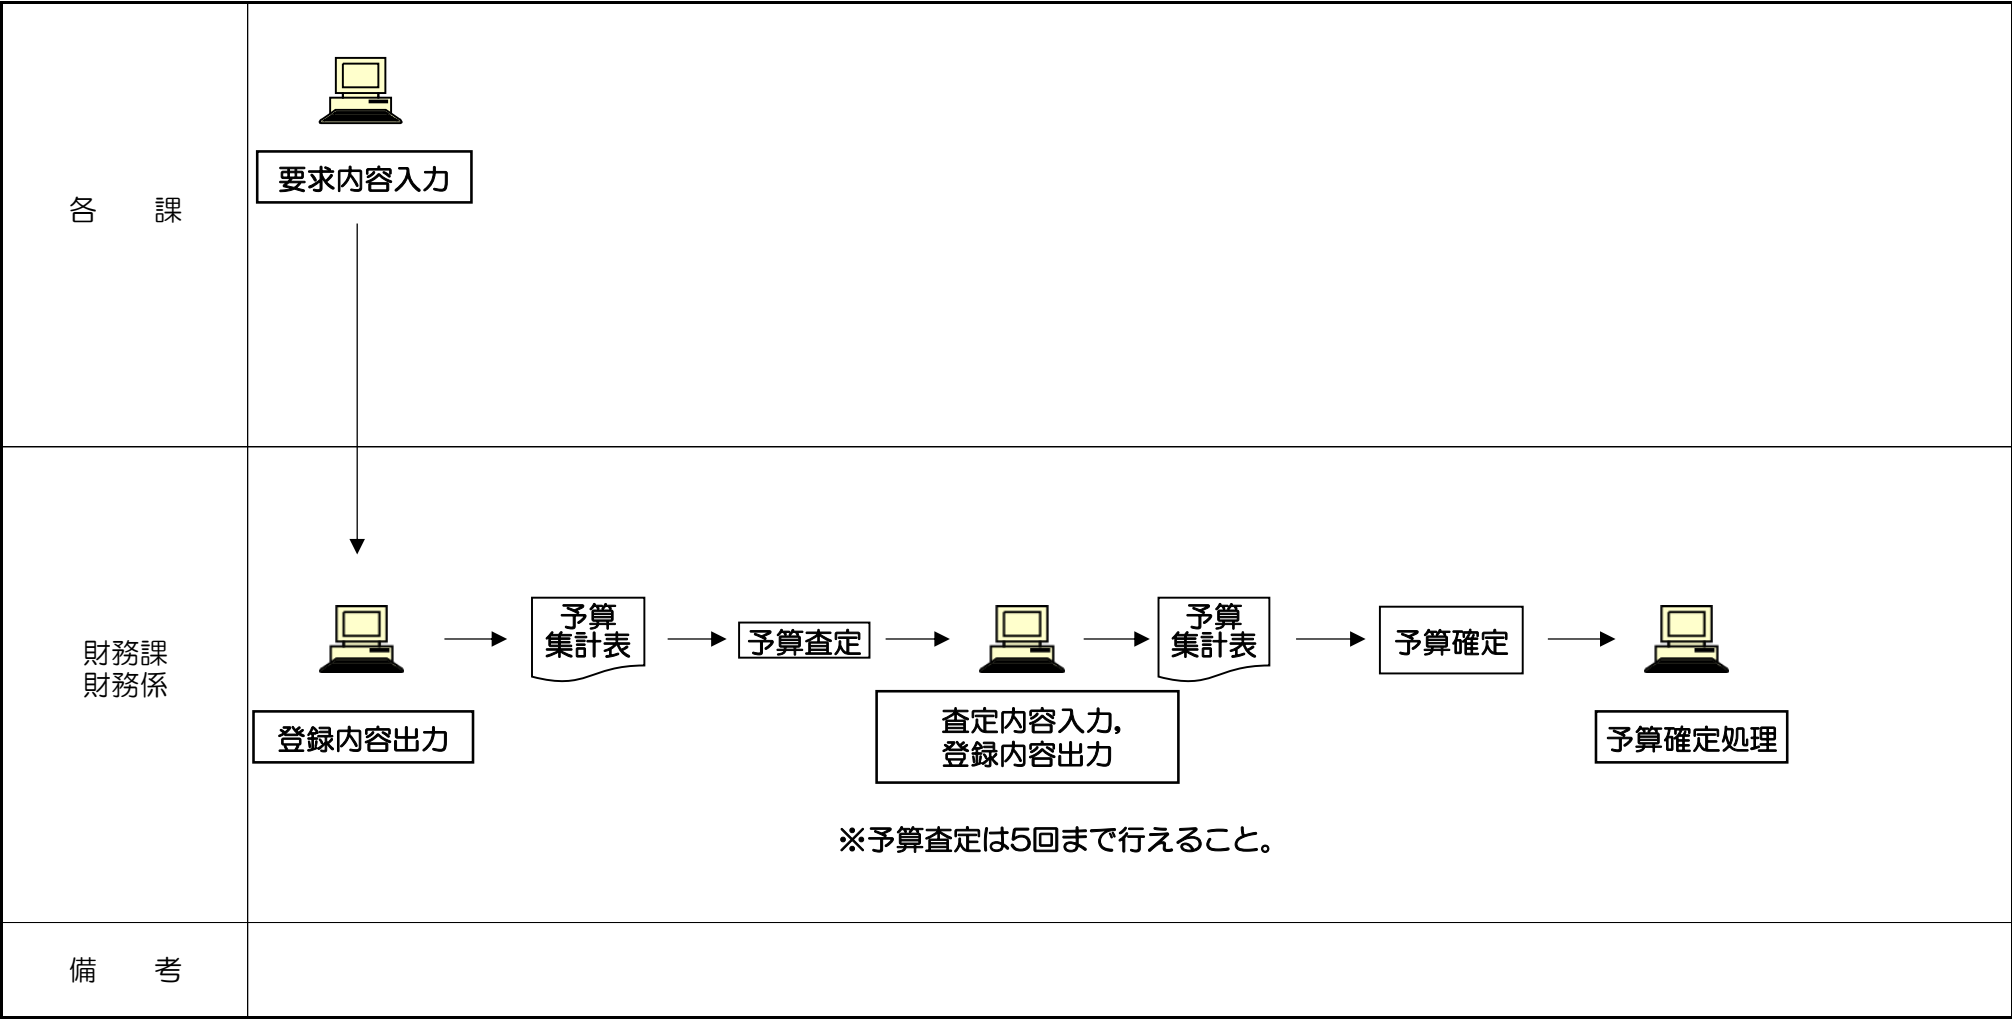 各　　課
要求内容入力
財務課
財務係
予算
集計表
予算査定
予算
集計表
予算確定
登録内容出力
査定内容入力，
登録内容出力
予算確定処理
※予算査定は5回まで行えること。
備　　考